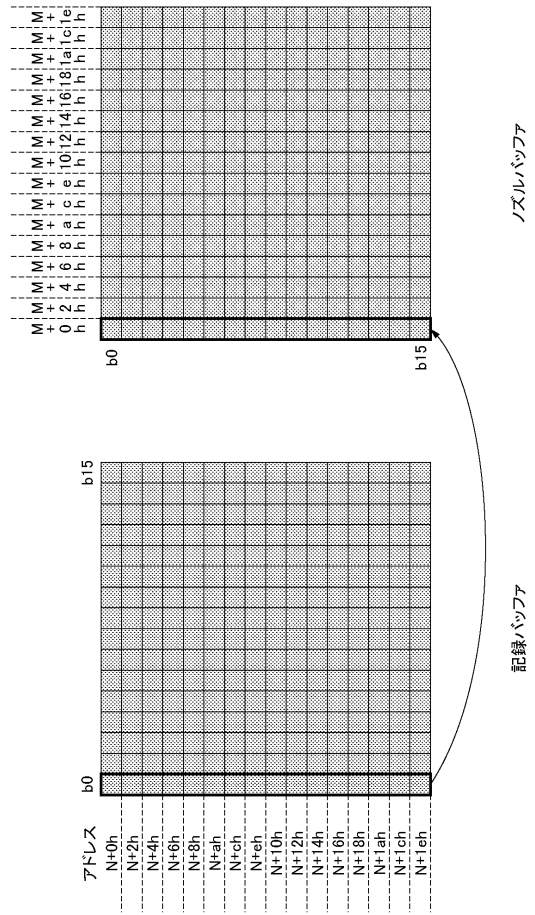 アドレス
N+0h
N+2h
N+4h
N+6h
N+8h
N+ah
N+ch
N+eh
N+10h
N+12h
N+14h
N+16h
N+18h
N+1ah
N+1ch
N+1eh
b0
b15
記録バッファ
M+0h
M+2h
M+4h
M+6h
M+8h
M+ah
M+ch
M+eh
M+10h
M+12h
M+14h
M+16h
M+18h
M+1ah
M+1ch
M+1eh
b0
b15
ノズルバッファ